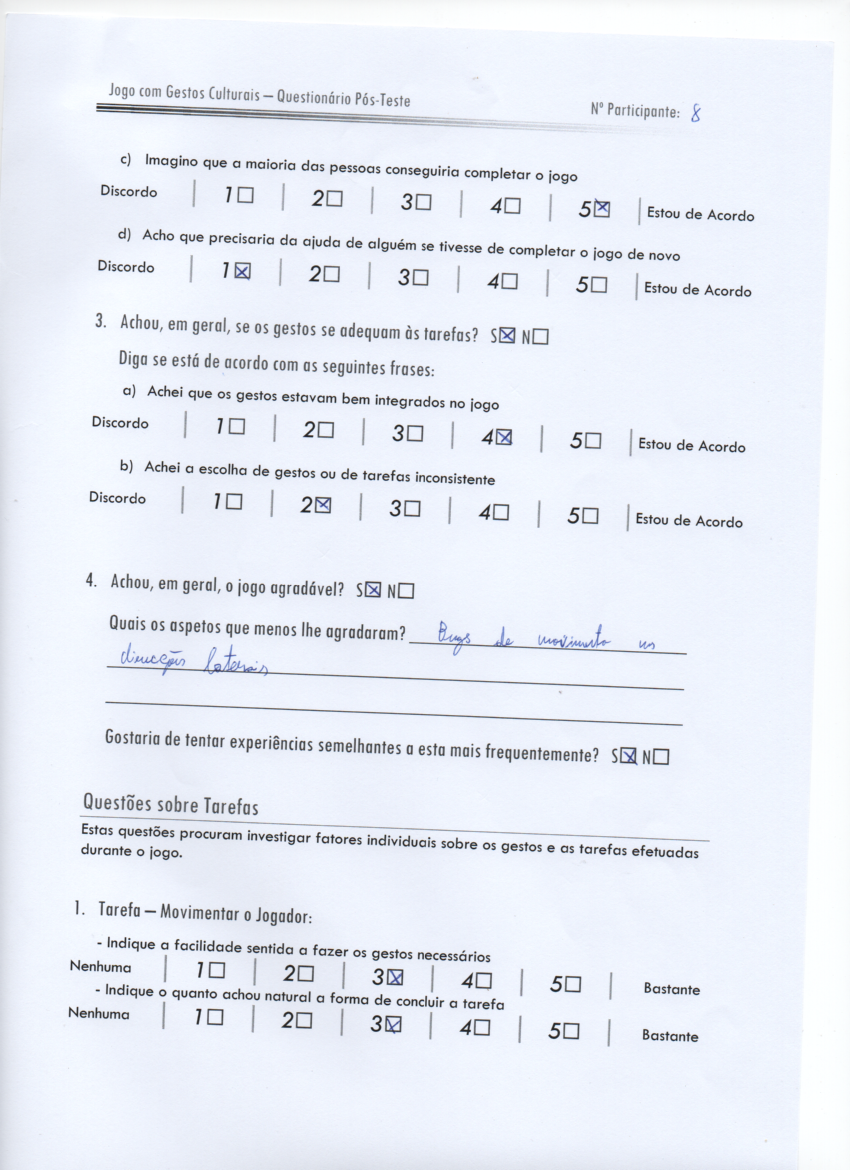 Jogo com Gestos Culturais – Questionário Pós-Teste Nº Participante: 8
c) Imagino que a maioria das pessoas conseguiria completar o jogo
Discordo | 1☐ | 2☐ | 3☐ | 4☐ | 5☒ | Estou de Acordo
d) Acho que precisaria da ajuda de alguém se tivesse de completar o jogo de novo
Discordo | 1☒ | 2☐ | 3☐ | 4☐ | 5☐ | Estou de Acordo
3. Achou, em geral, se os gestos se adequam às tarefas? S☒ N☐
Diga se está de acordo com as seguintes frases:
a) Achei que os gestos estavam bem integrados no jogo
Discordo | 1☐ | 2☐ | 3☐ | 4☒ | 5☐ | Estou de Acordo
b) Achei a escolha de gestos ou de tarefas inconsistente
Discordo | 1☐ | 2☒ | 3☐ | 4☐ | 5☐ | Estou de Acordo
4. Achou, em geral, o jogo agradável? S☒ N☐
Quais os aspetos que menos lhe agradaram? Bugs de movimento
direcções laterais
Gostaria de tentar experiências semelhantes a esta mais frequentemente? S☒ N☐
Questões sobre Tarefas
Estas questões procuram investigar fatores individuais sobre os gestos e as tarefas efetuadas
durante o jogo.
1. Tarefa – Movimentar o Jogador:
- Indique a facilidade sentida a fazer os gestos necessários
Nenhuma | 1☐ | 2☐ | 3☒ | 4☐ | 5☐ | Bastante
- Indique o quanto achou natural a forma de concluir a tarefa
Nenhuma | 1☐ | 2☐ | 3☒ | 4☐ | 5☐ | Bastante